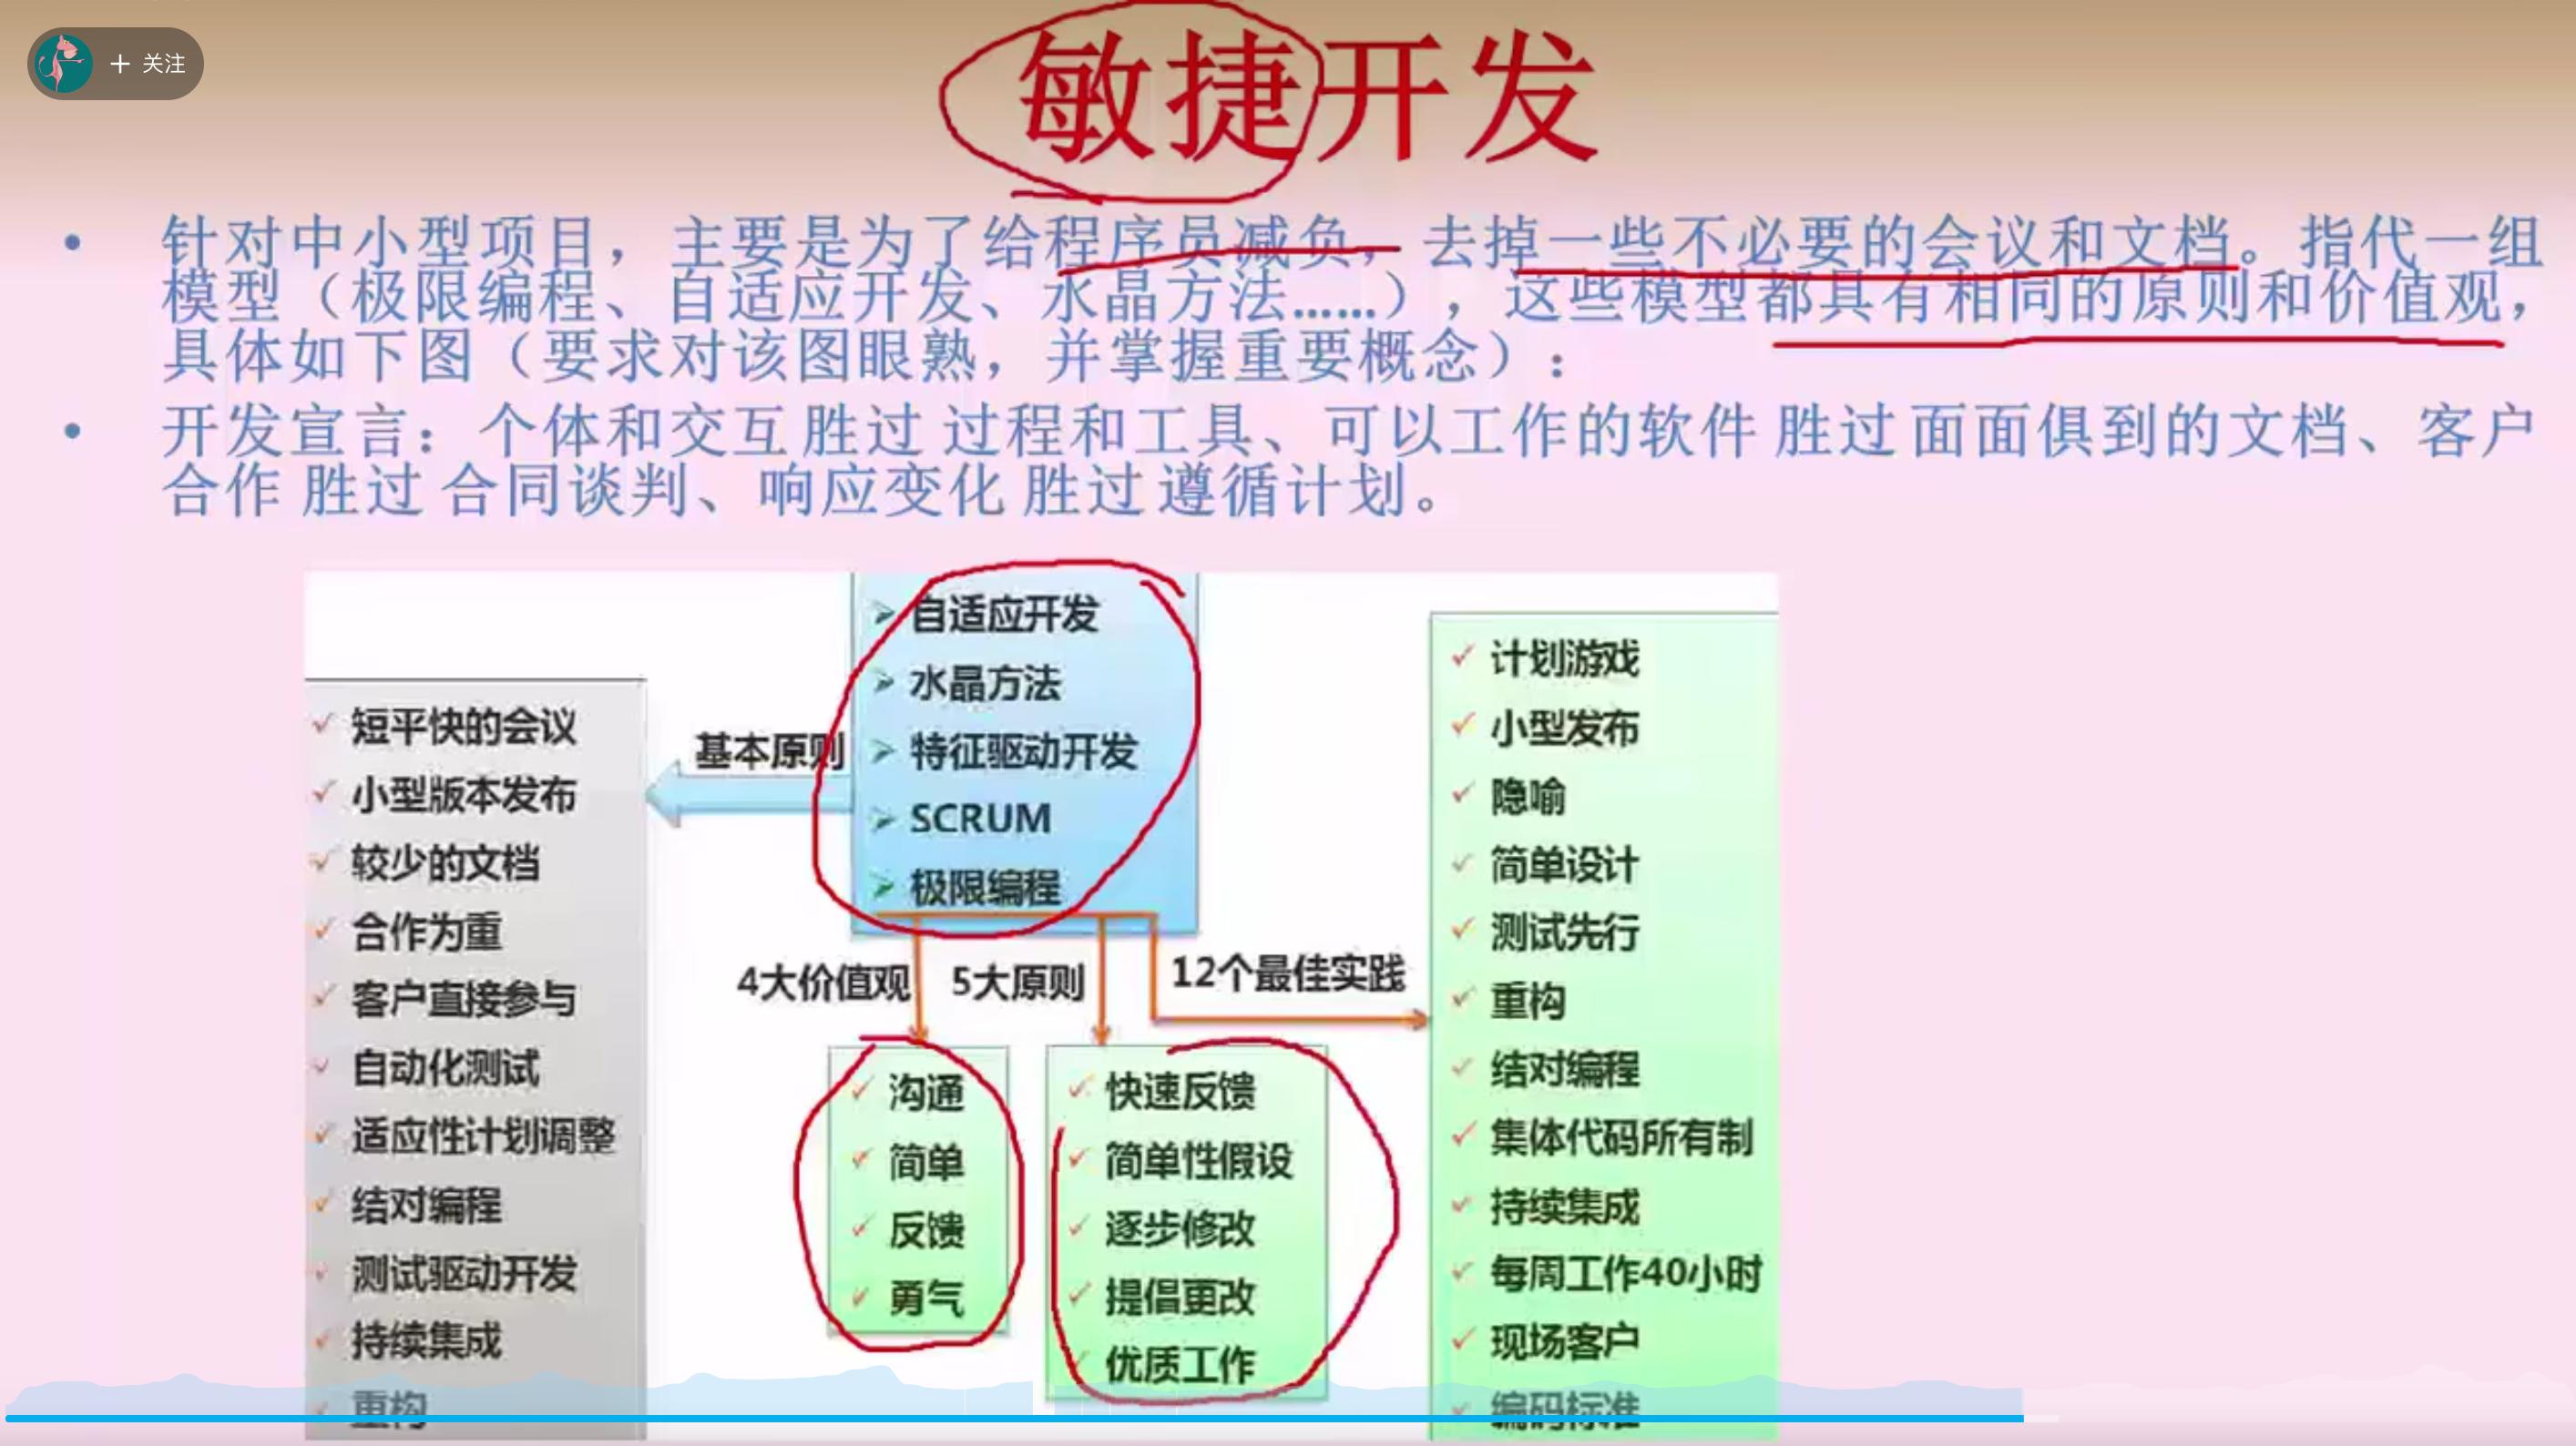 + 关注
敏捷开发
• 针对中小型项目，主要是为了给程序员减负，去掉一些不必要的会议和文档。指代一组
模型（极限编程、自适应开发、水晶方法……），这些模型都具有相同的原则和价值观，
具体如下图（要求对该图眼熟，并掌握重要概念）：
• 开发宣言：个体和交互 胜过 过程和工具、可以工作的软件 胜过 面面俱到的文档、客户
合作 胜过 合同谈判、响应变化 胜过 遵循计划。
短平快的会议
小型版本发布
较少的文档
合作为重
客户直接参与
自动化测试
适应性计划调整
结对编程
测试驱动开发
持续集成
重构
基本原则
自适应开发
水晶方法
特征驱动开发
SCRUM
极限编程
4大价值观
5大原则
12个最佳实践
沟通
简单
反馈
勇气
快速反馈
简单性假设
逐步修改
提倡更改
优质工作
计划游戏
小型发布
隐喻
简单设计
测试先行
重构
结对编程
集体代码所有制
持续集成
每周工作40小时
现场客户
编码标准